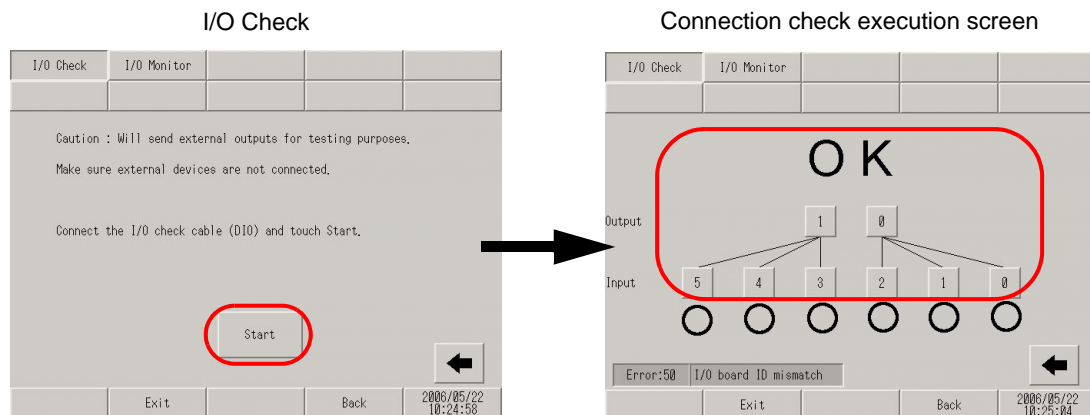 I/O Check
I/O Check I/O Monitor
Caution : Will send external outputs for testing purposes.
Make sure external devices are not connected.
Connect the I/O check cable (DIO) and touch Start.
Start
Exit Back 2006/05/22
10:24:58
Connection check execution screen
I/O Check I/O Monitor
OK
Output 1 0
Input 5 4 3 2 1 0
Error:50 I/O board ID mismatch
Exit Back 2006/05/22
10:25:04